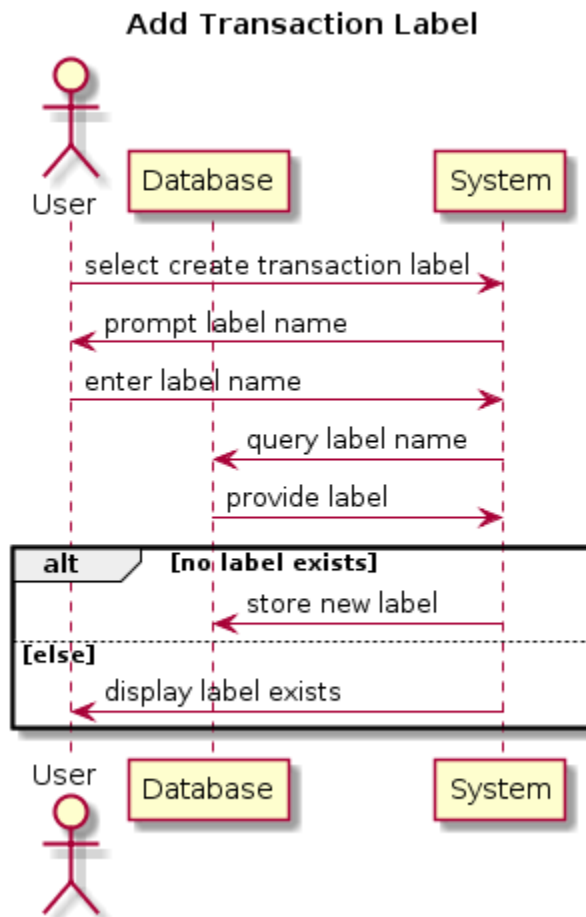 Add Transaction Label
User
Database
System
select create transaction label
prompt label name
enter label name
query label name
provide label
alt
[no label exists]
store new label
[else]
display label exists
User
Database
System